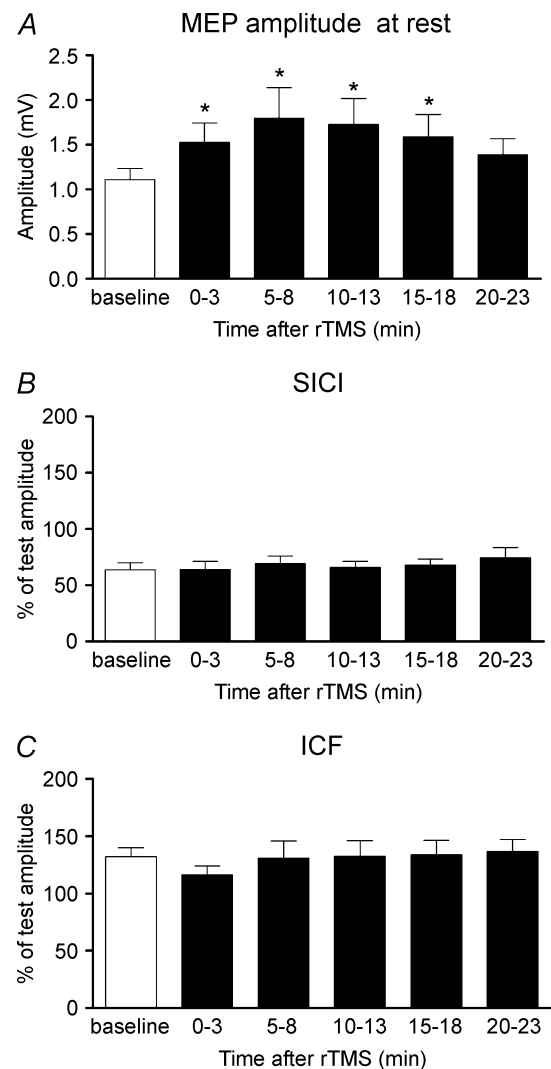 A MEP amplitude at rest
Amplitude (mV)
2.5
2.0
1.5
1.0
0.5
0.0
* * * *
baseline 0-3 5-8 10-13 15-18 20-23
Time after rTMS (min)
B SICI
% of test amplitude
200
150
100
50
0
baseline 0-3 5-8 10-13 15-18 20-23
Time after rTMS (min)
C ICF
% of test amplitude
200
150
100
50
0
baseline 0-3 5-8 10-13 15-18 20-23
Time after rTMS (min)